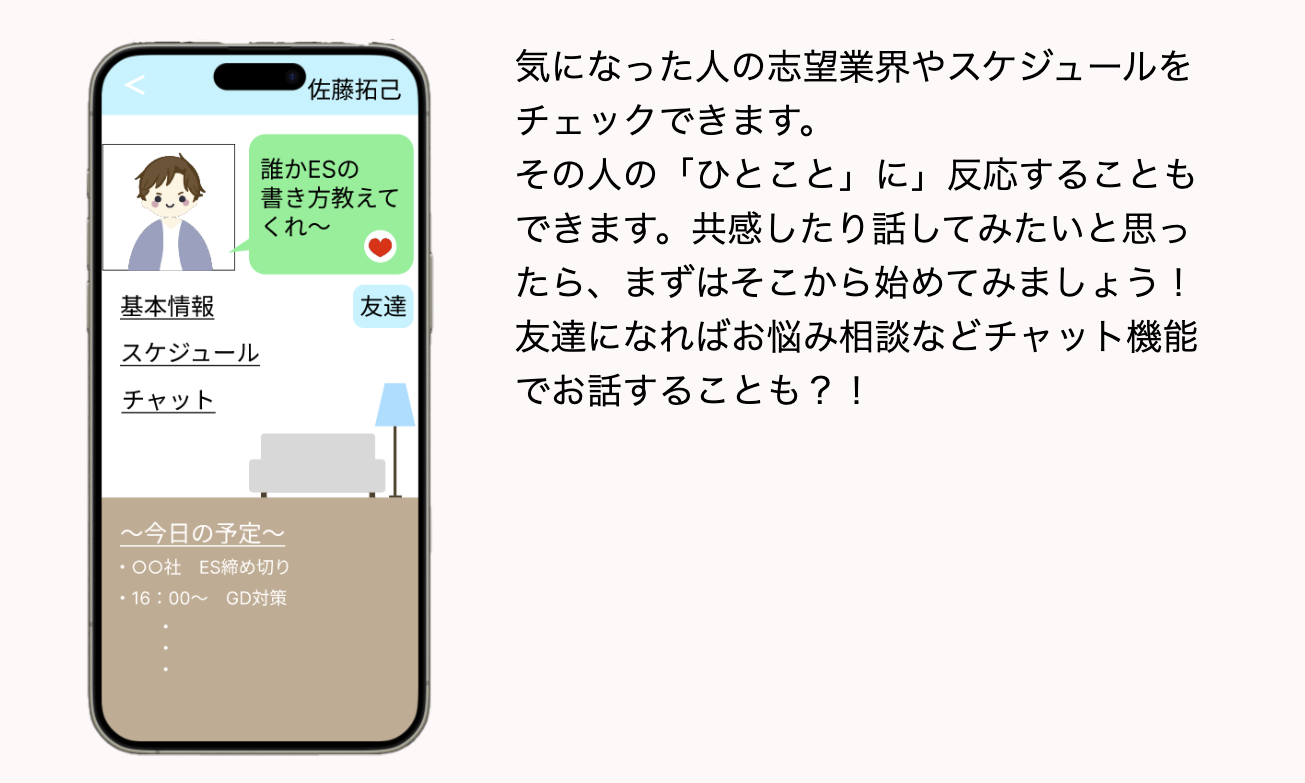 佐藤拓己
誰かESの
書き方教えて
くれ〜
基本情報
友達
スケジュール
チャット
〜今日の予定〜
・〇〇社　ES締め切り
・16：00〜　GD対策
・
・
・
気になった人の志望業界やスケジュールを
チェックできます。
その人の「ひとこと」に」反応することも
できます。共感したり話してみたいと思っ
たら、まずはそこから始めてみましょう！
友達になればお悩み相談などチャット機能
でお話することも？！